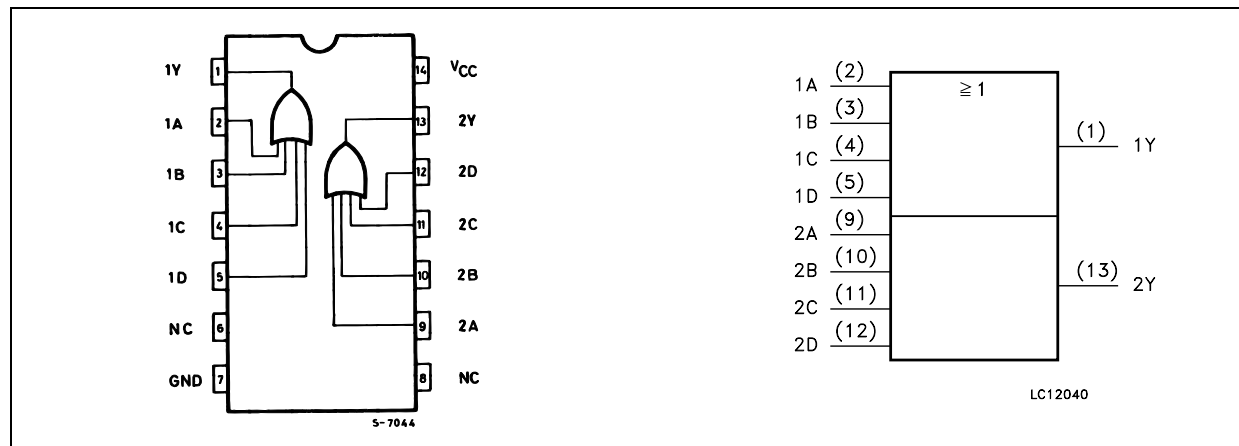 1Y 1 14 VCC
1A 2 13 2Y
1B 3 12 2D
1C 4 11 2C
1D 5 10 2B
NC 6 9 2A
GND 7 8 NC
S-7044
≧1
1A (2)
1B (3)
1C (4)
1D (5)
2A (9)
2B (10)
2C (11)
2D (12)
(1) 1Y
(13) 2Y
LC12040